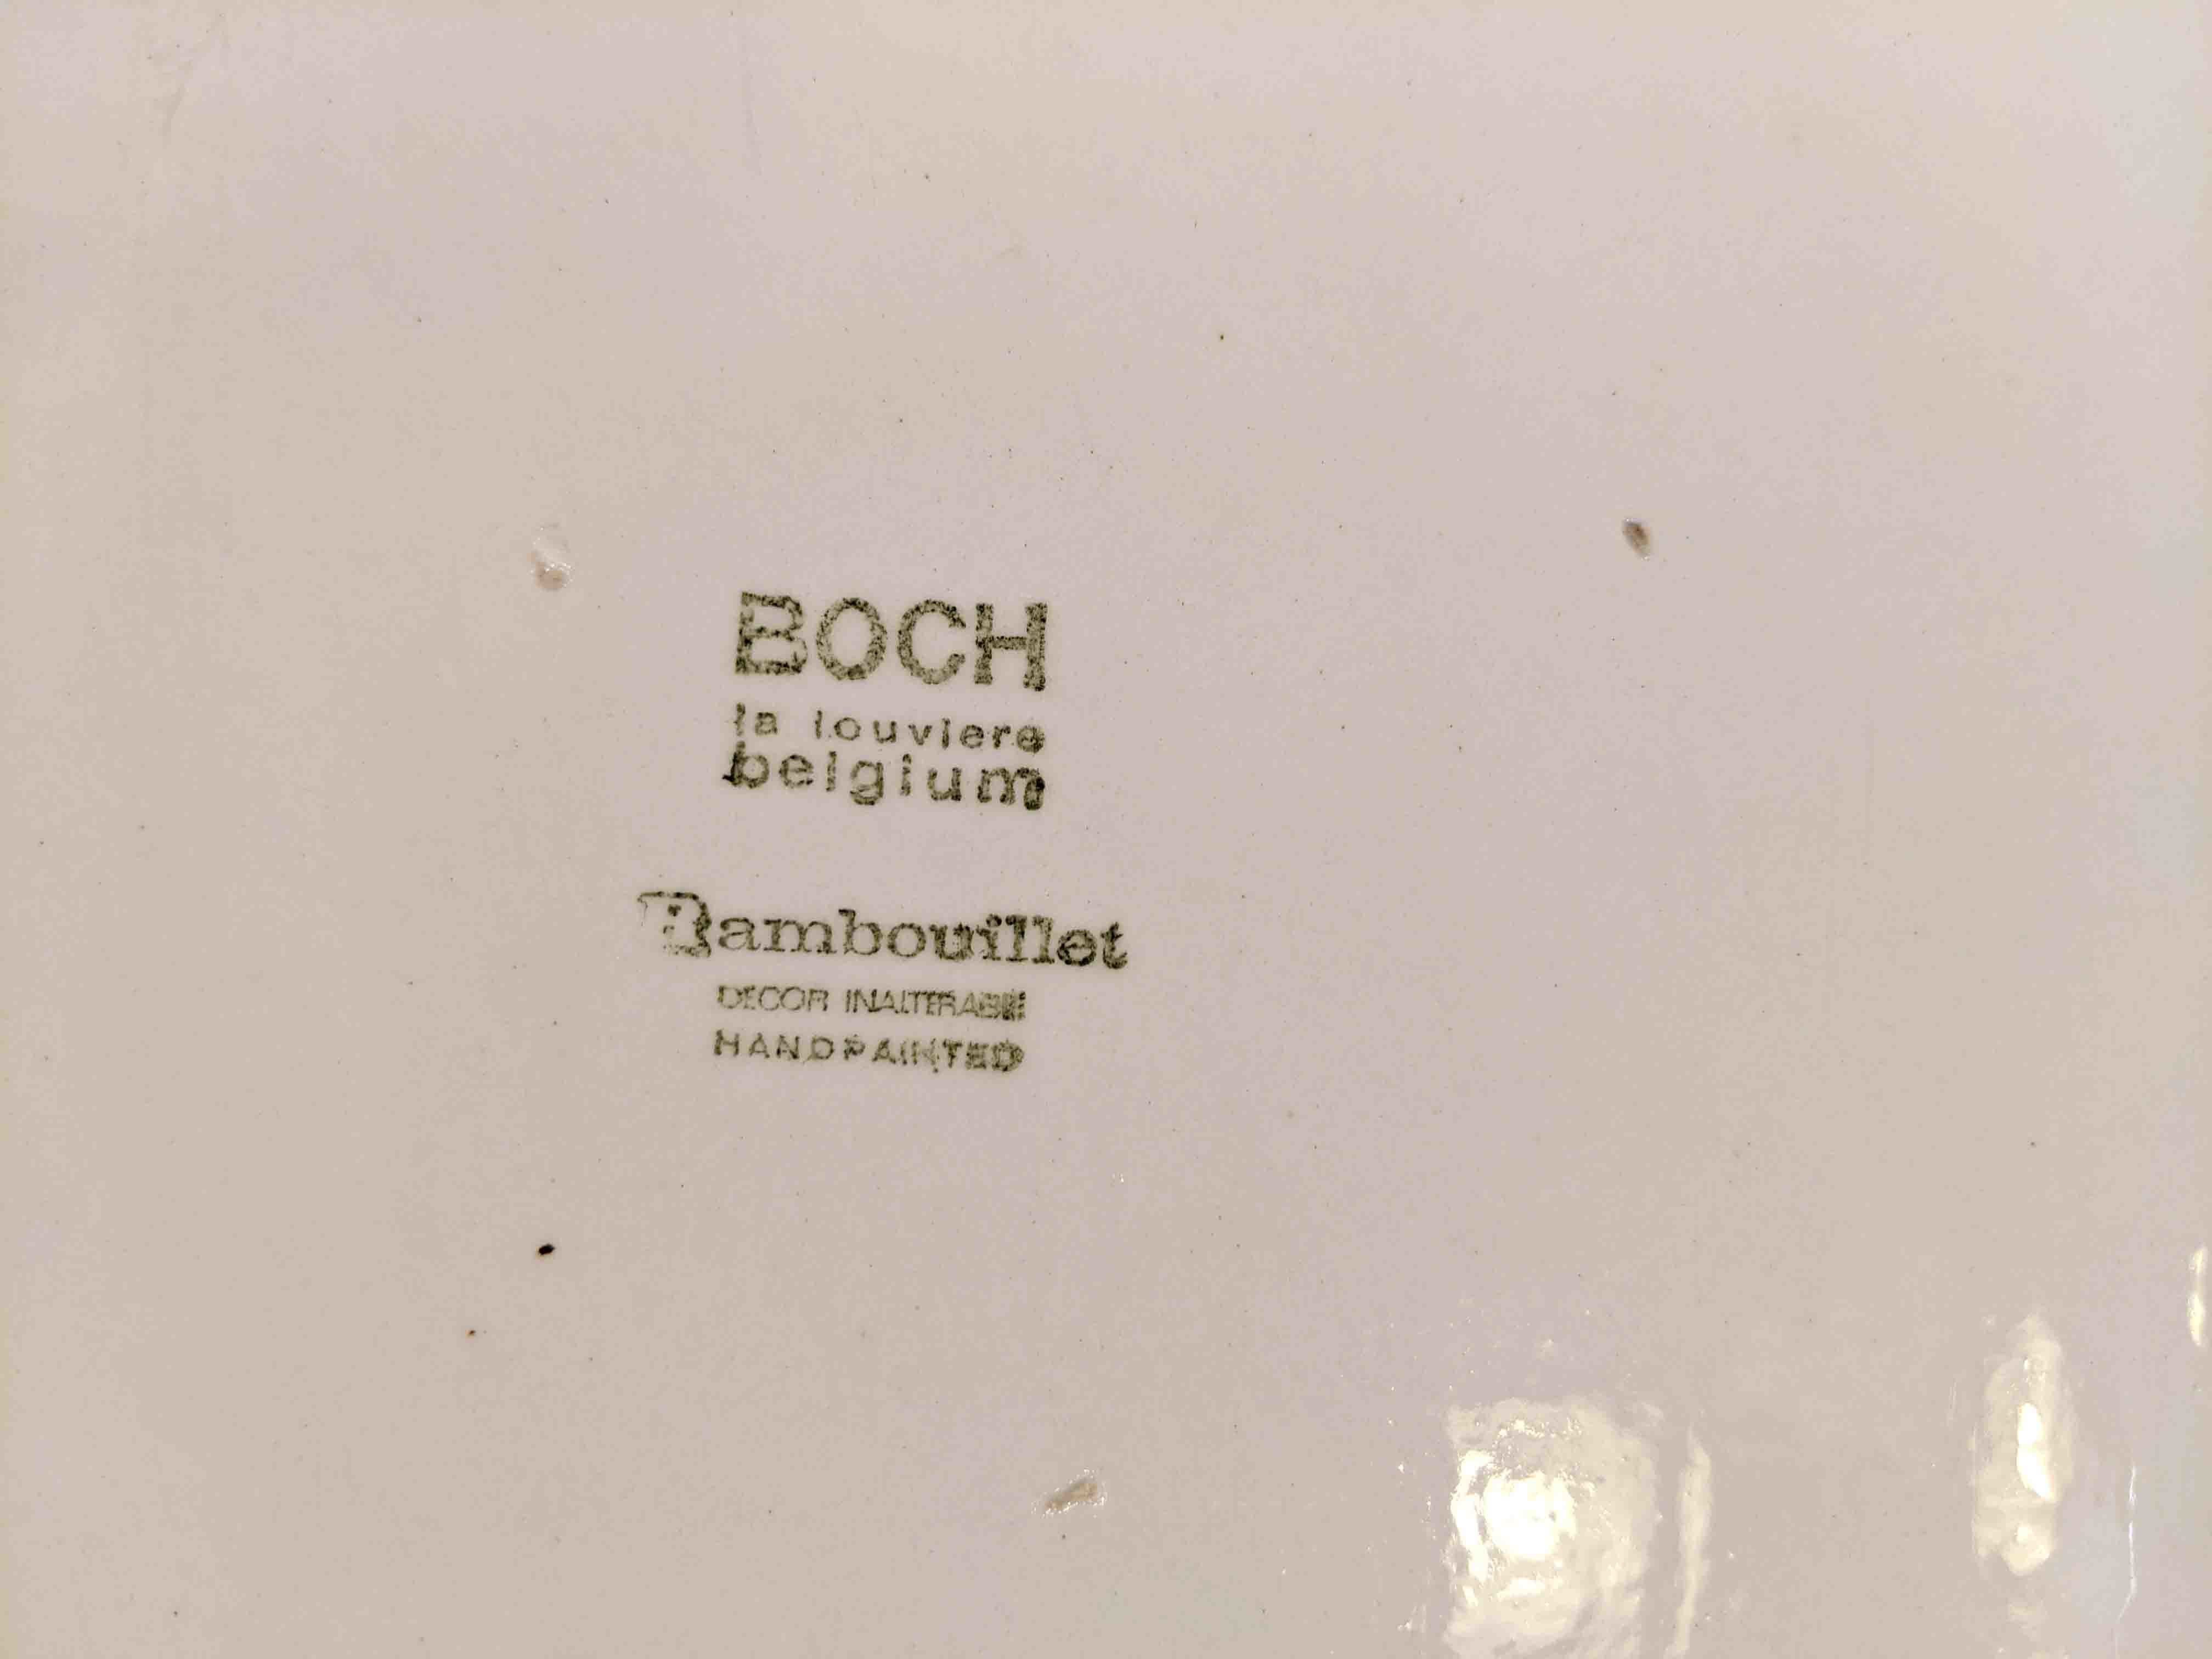 BOCH
la louviere
belgium
Rambouillet
DECOR INALTERABLE
HANDPAINTED